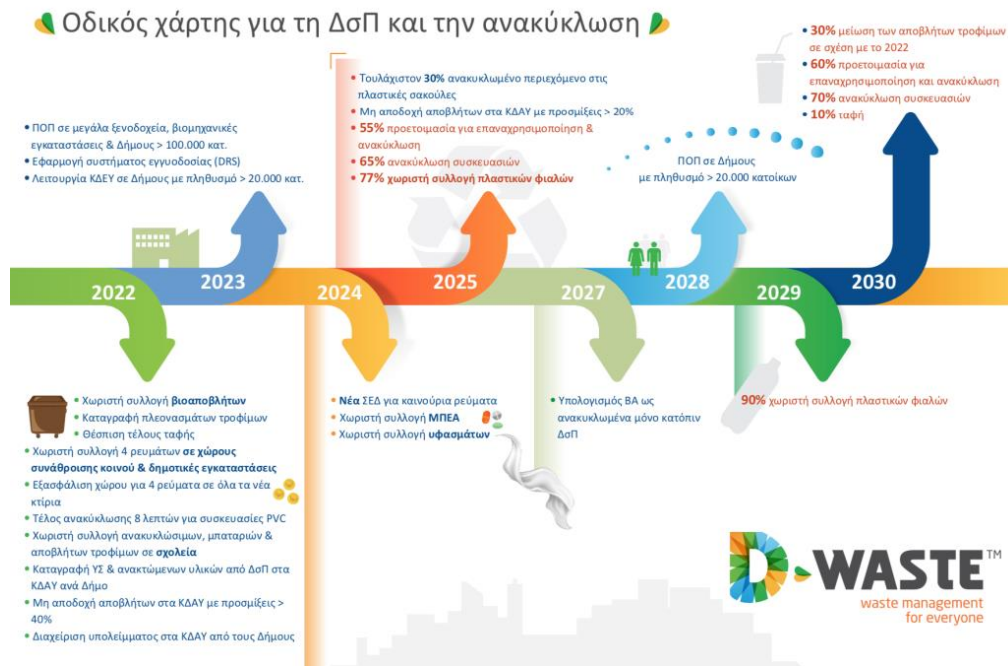 Οδικός χάρτης για τη ΔσΠ και την ανακύκλωση
• ΠΟΠ σε μεγάλα ξενοδοχεία, βιομηχανικές
εγκαταστάσεις & Δήμους > 100.000 κατ.
• Εφαρμογή συστήματος εγγυοδοσίας (DRS)
• Λειτουργία ΚΔΕΥ σε Δήμους με πληθυσμό > 20.000 κατ.
• Τουλάχιστον 30% ανακυκλωμένο περιεχόμενο στις
πλαστικές σακούλες
• Μη αποδοχή αποβλήτων στα ΚΔΑΥ με προσμίξεις > 20%
• 55% προετοιμασία για επαναχρησιμοποίηση &
ανακύκλωση
• 65% ανακύκλωση συσκευασιών
• 77% χωριστή συλλογή πλαστικών φιαλών
ΠΟΠ σε Δήμους
με πληθυσμό > 20.000 κατοίκων
• 30% μείωση των αποβλήτων τροφίμων
σε σχέση με το 2022
• 60% προετοιμασία για
επαναχρησιμοποίηση και ανακύκλωση
• 70% ανακύκλωση συσκευασιών
• 10% ταφή
2022
2023
2024
2025
2027
2028
2029
2030
• Χωριστή συλλογή βιοαποβλήτων
• Καταγραφή πλεονασμάτων τροφίμων
• Θέσπιση τέλους ταφής
• Χωριστή συλλογή 4 ρευμάτων σε χώρους
συνάθροισης κοινού & δημοτικές εγκαταστάσεις
• Εξασφάλιση χώρου για 4 ρεύματα σε όλα τα νέα
κτίρια
• Τέλος ανακύκλωσης 8 λεπτών για συσκευασίες PVC
• Χωριστή συλλογή ανακυκλώσιμων, μπαταριών &
αποβλήτων τροφίμων σε σχολεία
• Καταγραφή ΥΣ & ανακτώμενων υλικών από ΔσΠ στα
ΚΔΑΥ ανά Δήμο
• Μη αποδοχή αποβλήτων στα ΚΔΑΥ με προσμίξεις >
40%
• Διαχείριση υπολείμματος στα ΚΔΑΥ από τους Δήμους
• Νέα ΣΕΔ για καινούρια ρεύματα
• Χωριστή συλλογή ΜΠΕΑ
• Χωριστή συλλογή υφασμάτων
• Υπολογισμός ΒΑ ως
ανακυκλωμένα μόνο κατόπιν
ΔσΠ
90% χωριστή συλλογή πλαστικών φιαλών
D-WASTE™
waste management
for everyone